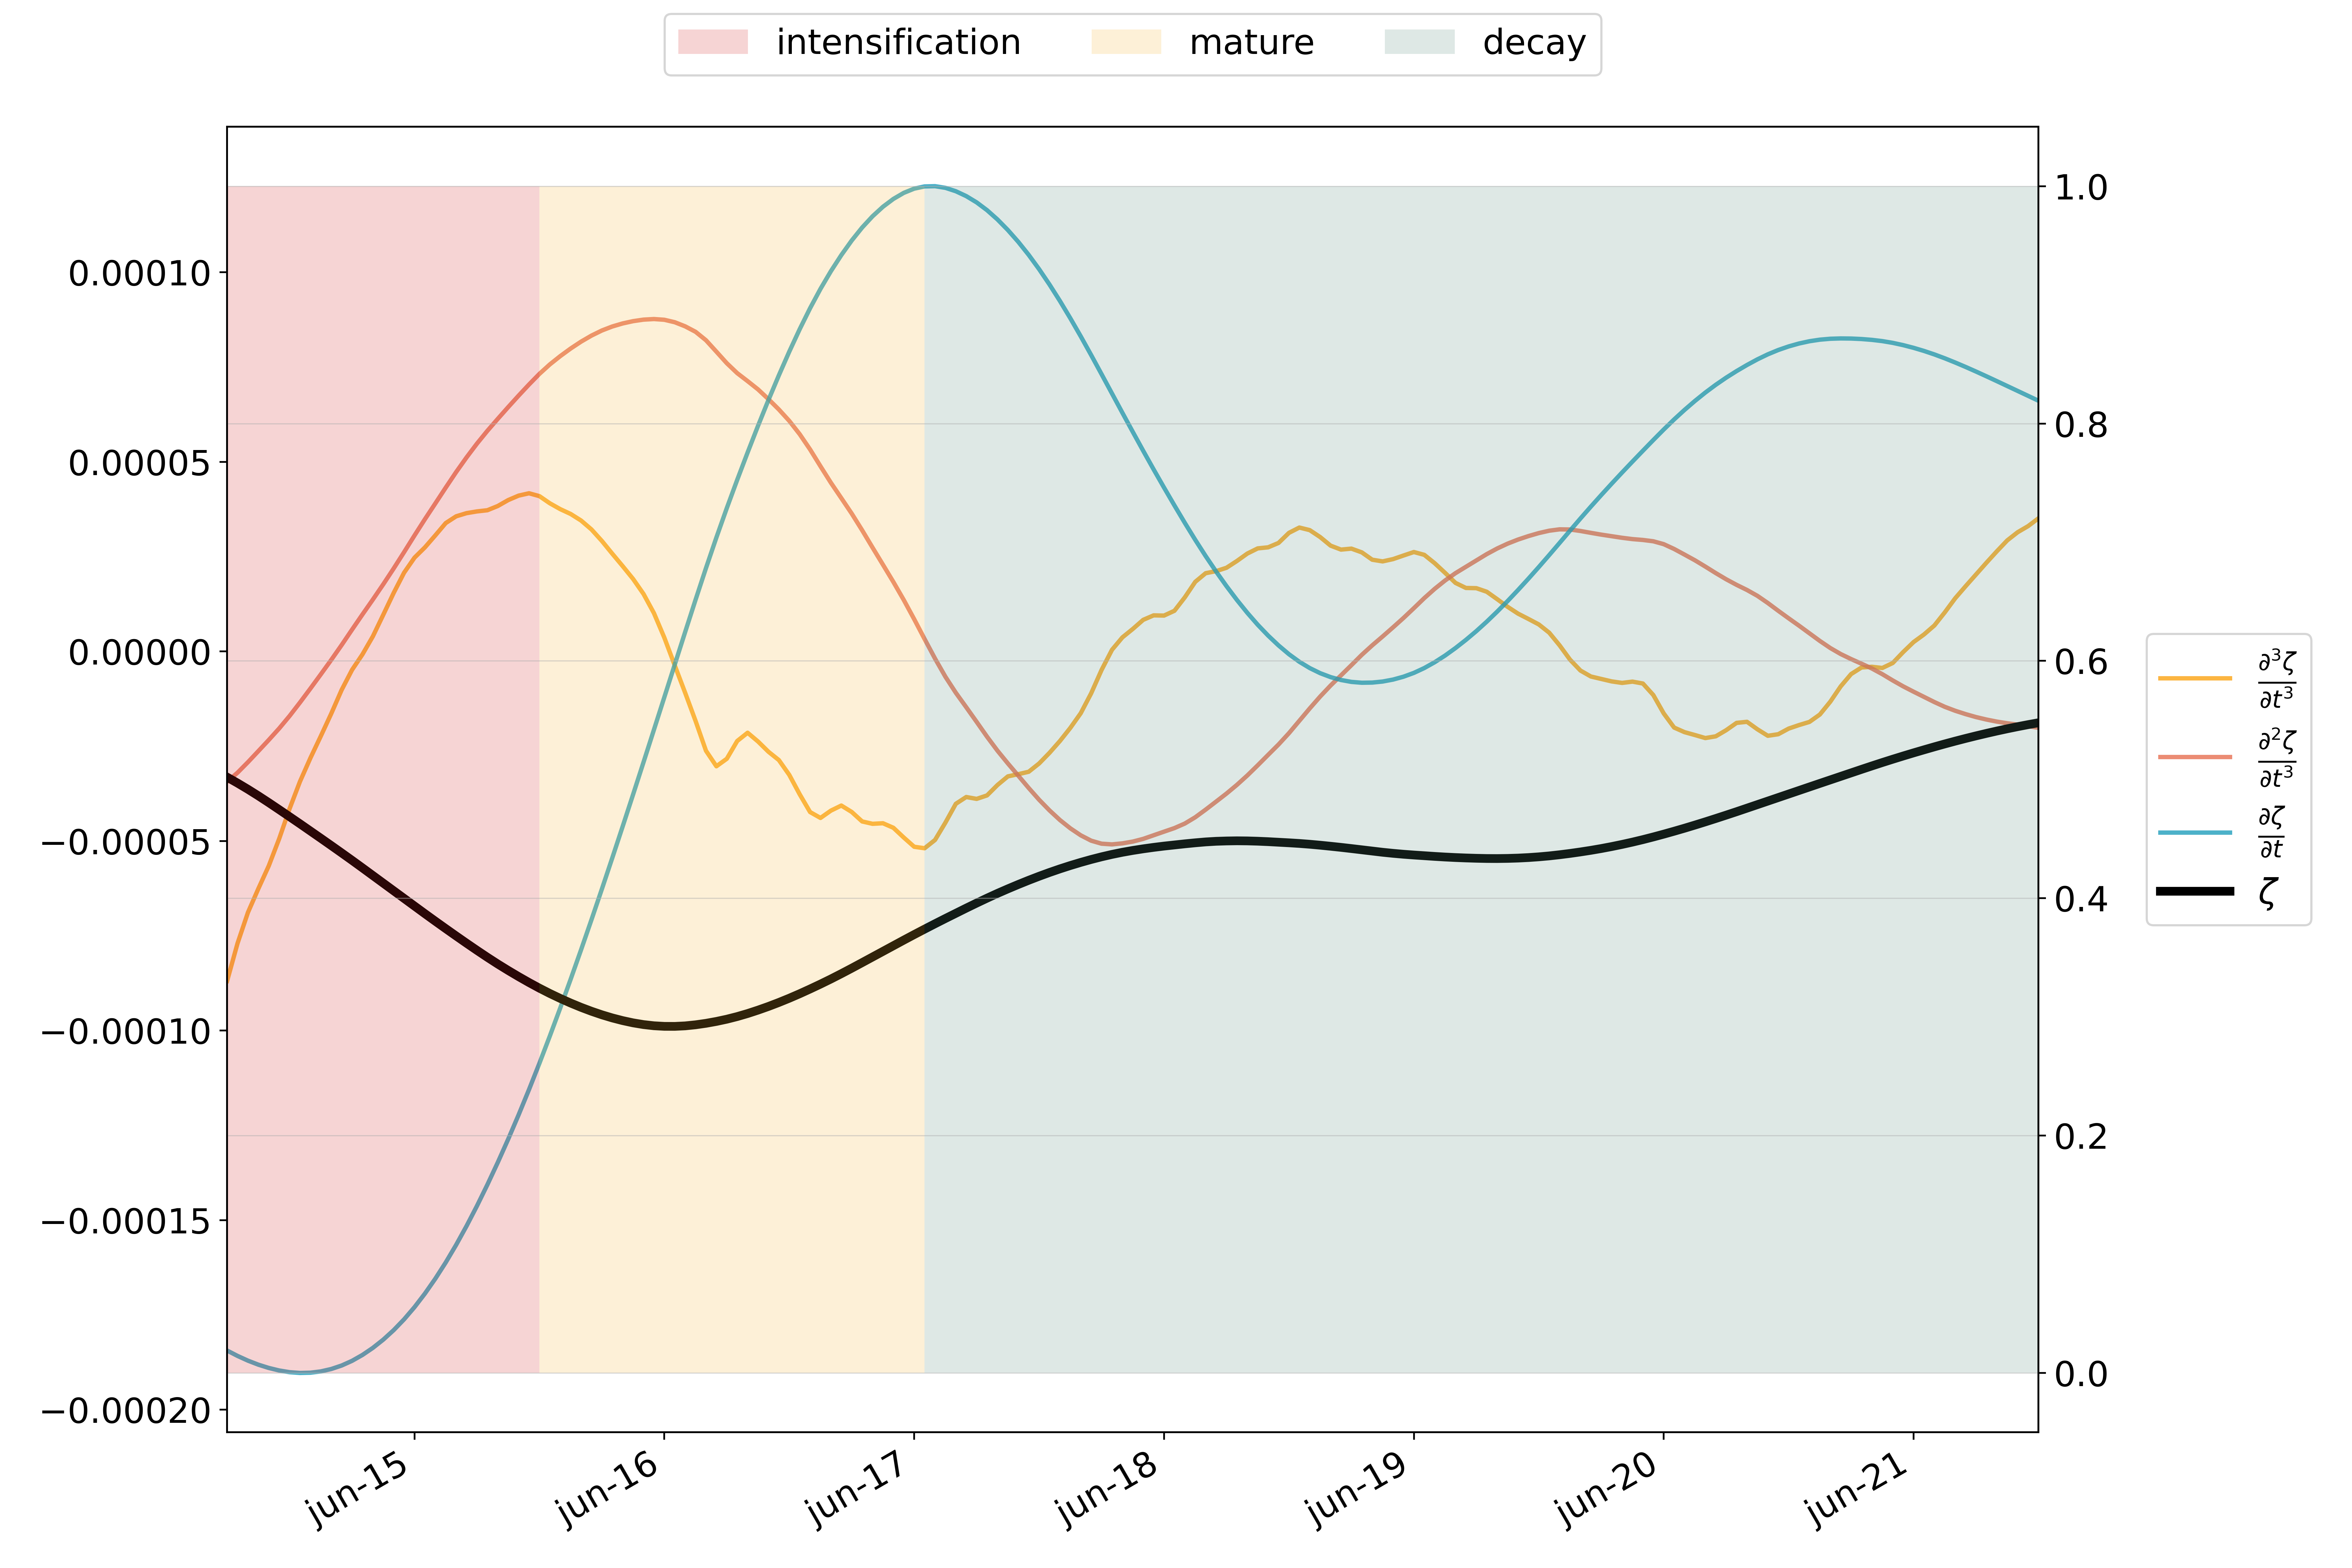 intensification mature decay
0.00010
0.00005
0.00000
−0.00005
−0.00010
−0.00015
−0.00020
1.0
0.8
0.6
0.4
0.2
0.0
∂³ζ/∂t³
∂²ζ/∂t³
∂ζ/∂t
ζ
jun-15 jun-16 jun-17 jun-18 jun-19 jun-20 jun-21